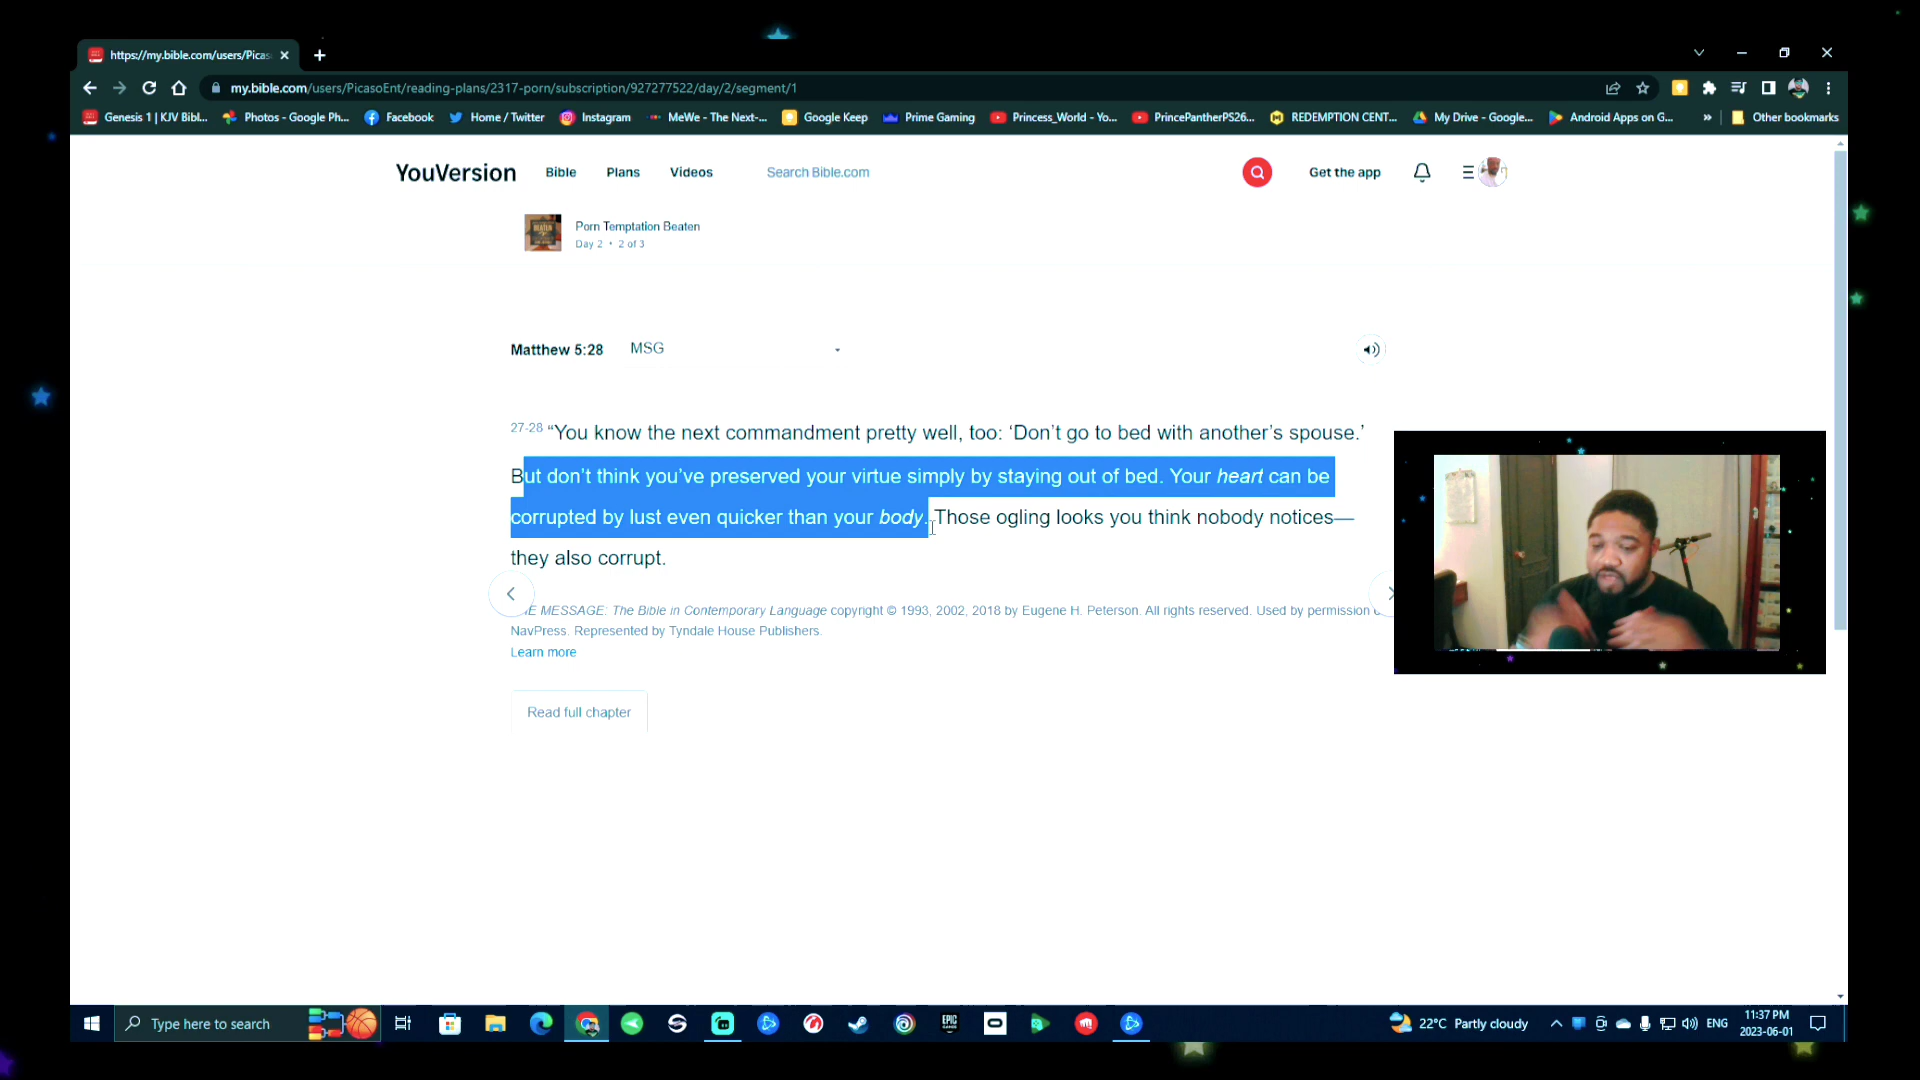 https://my.bible.com/users/Picas
my.bible.com/users/PicasoEnt/reading-plans/2317-porn/subscription/927277522/day/2/segment/1
Genesis 1 | KJV Bibl... Photos - Google Ph... Facebook Home / Twitter Instagram MeWe - The Next-... Google Keep Prime Gaming Princess_World - Yo... PrincePantherPS26... REDEMPTION CENT... My Drive - Google... Android Apps on G... » Other bookmarks
YouVersion Bible Plans Videos Search Bible.com Get the app
Porn Temptation Beaten
Day 2 • 2 of 3
Matthew 5:28 MSG
27-28 “You know the next commandment pretty well, too: ‘Don’t go to bed with another’s spouse.’
But don’t think you’ve preserved your virtue simply by staying out of bed. Your heart can be
corrupted by lust even quicker than your body. Those ogling looks you think nobody notices—
they also corrupt.
MESSAGE: The Bible in Contemporary Language copyright © 1993, 2002, 2018 by Eugene H. Peterson. All rights reserved. Used by permission
NavPress. Represented by Tyndale House Publishers.
Learn more
Read full chapter
Type here to search
EPIC
22°C Partly cloudy
ENG
11:37 PM
2023-06-01